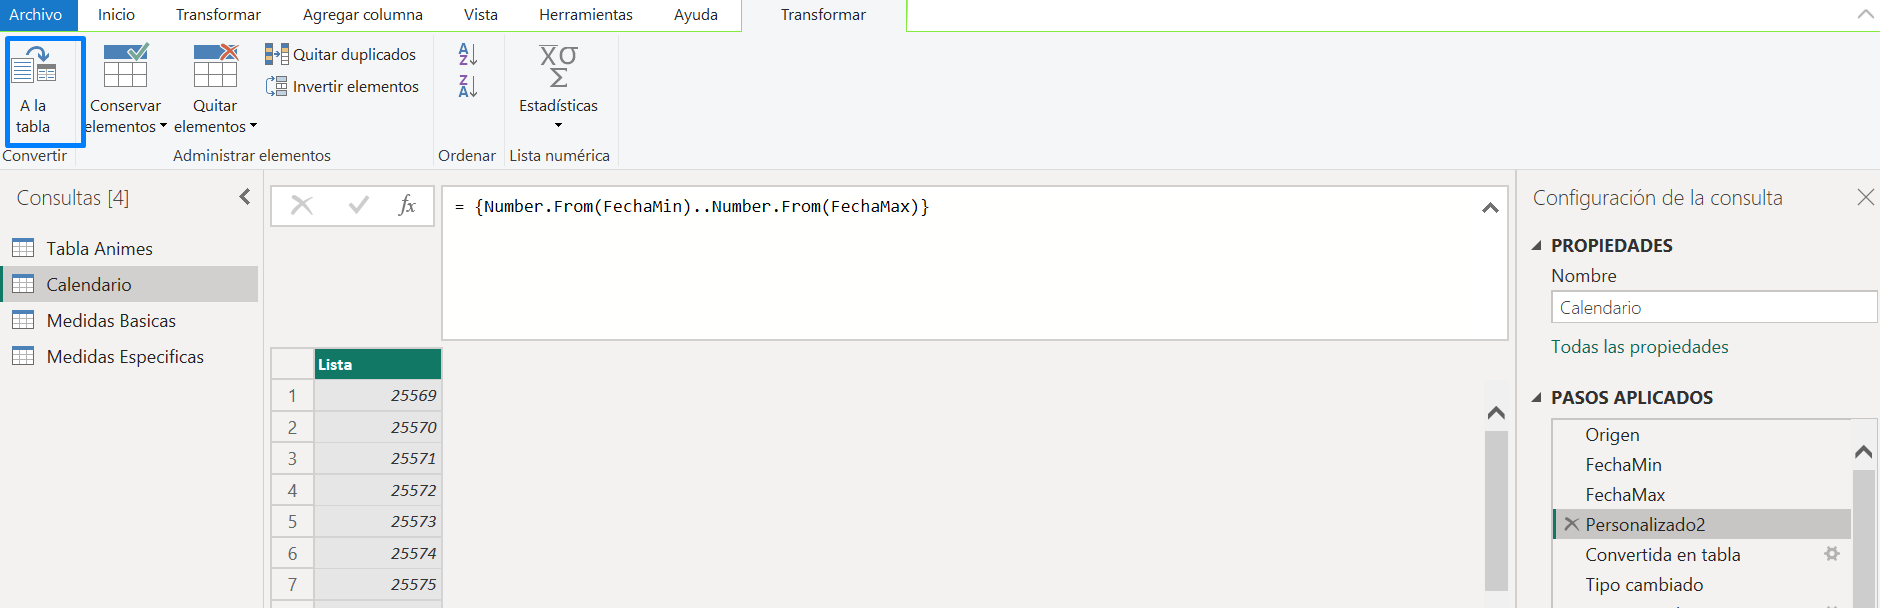 Archivo Inicio Transformar Agregar columna Vista Herramientas Ayuda Transformar
A la tabla
Conservar elementos
Quitar elementos
Quitar duplicados
Invertir elementos
A
Z
Z
A
X̅σ
Σ
Estadísticas
Convertir Administrar elementos Ordenar Lista numérica
Consultas [4]
Tabla Animes
Calendario
Medidas Basicas
Medidas Especificas
fx
= {Number.From(FechaMin)..Number.From(FechaMax)}
Lista
1 25569
2 25570
3 25571
4 25572
5 25573
6 25574
7 25575
Configuración de la consulta
PROPIEDADES
Nombre
Calendario
Todas las propiedades
PASOS APLICADOS
Origen
FechaMin
FechaMax
Personalizado2
Convertida en tabla
Tipo cambiado